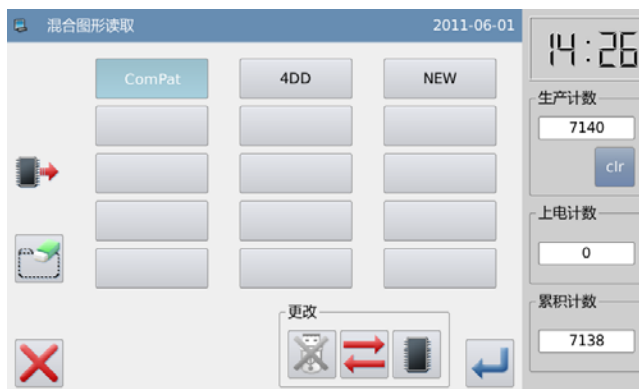 混合图形读取 2011-06-01
14:26
ComPat 4DD NEW
生产计数
7140
clr
上电计数
0
累积计数
7138
更改